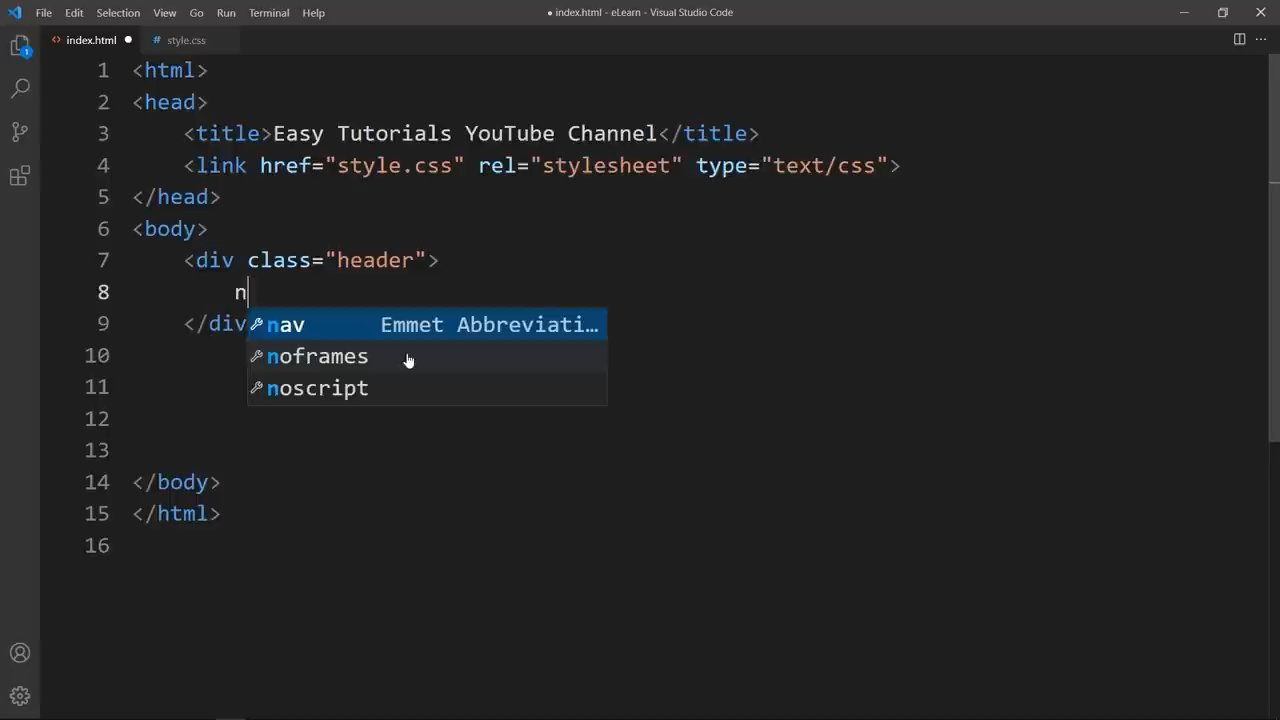 File Edit Selection View Go Run Terminal Help
● index.html - eLearn - Visual Studio Code
<> index.html ● # style.css
1
1 <html>
2 <head>
3 <title>Easy Tutorials YouTube Channel</title>
4 <link href="style.css" rel="stylesheet" type="text/css">
5 </head>
6 <body>
7 <div class="header">
8 n
9 </div
nav Emmet Abbreviati…
10
noframes
11
noscript
12
13
14 </body>
15 </html>
16